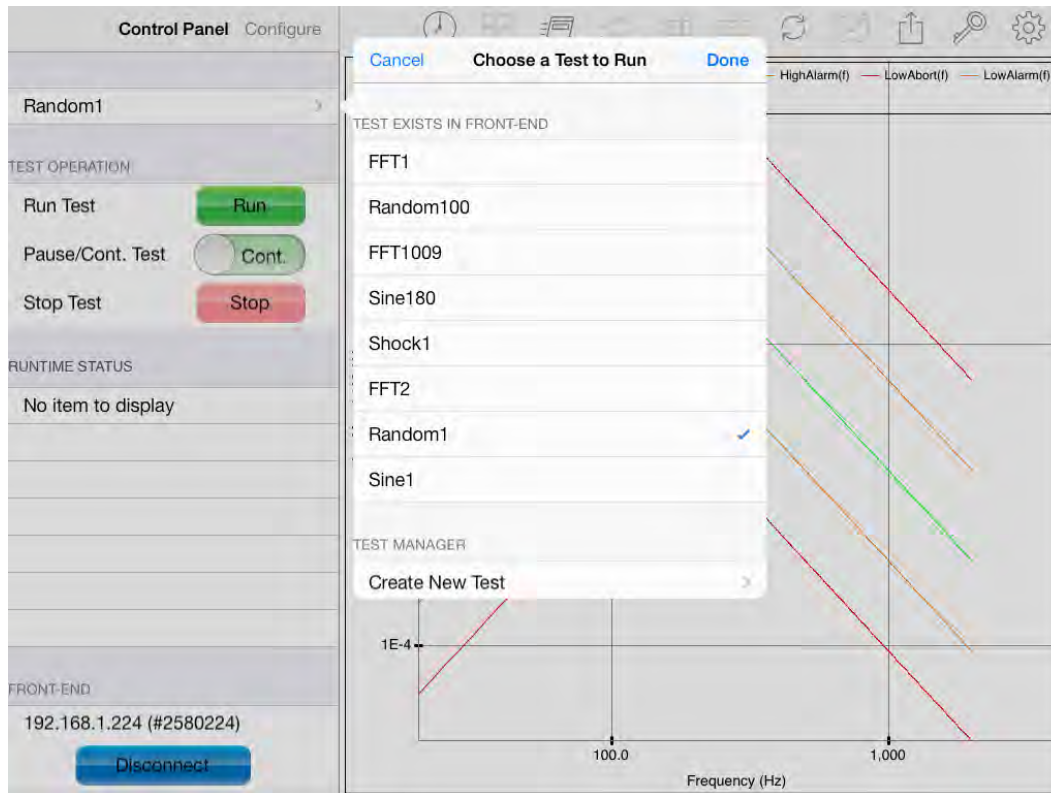 Control Panel Configure
Random1
TEST OPERATION
Run Test Run
Pause/Cont. Test Cont.
Stop Test Stop
RUNTIME STATUS
No item to display
FRONT-END
192.168.1.224 (#2580224)
Disconnect
Cancel Choose a Test to Run Done
TEST EXISTS IN FRONT-END
FFT1
Random100
FFT1009
Sine180
Shock1
FFT2
Random1
Sine1
TEST MANAGER
Create New Test
HighAlarm(f) LowAbort(f) LowAlarm(f)
1E-4
100.0 1,000
Frequency (Hz)